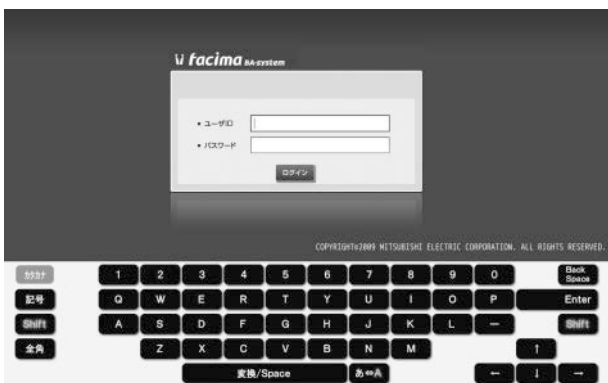 facima BA-system
• ユーザID
• パスワード
ログイン
COPYRIGHT©2009 MITSUBISHI ELECTRIC CORPORATION. ALL RIGHTS RESERVED.
カタカナ 1 2 3 4 5 6 7 8 9 0 Back Space
記号 Q W E R T Y U I O P Enter
Shift A S D F G H J K L — Shift
全角 Z X C V B N M ↑
変換/Space あ⇔A ← ↓ →